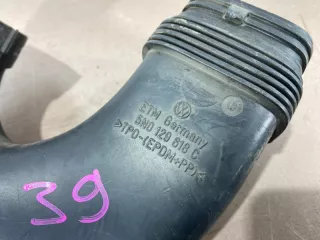 ETM Germany
5N0 129 618 C
>TPO-(EPDM+PP)<
39